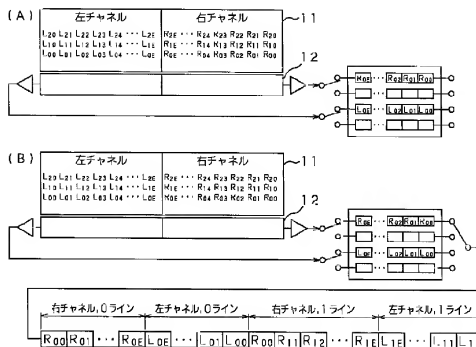 (A)
左チャネル 右チャネル
11
L20 L21 L22 L23 L24 ··· L2E R2E ··· R24 R23 R22 R21 R20
L10 L11 L12 L13 L14 ··· L1E R1E ··· R14 R13 R12 R11 R10
L00 L01 L02 L03 L04 ··· L0E R0E ··· R04 R03 R02 R01 R00
12
R0E ··· R02 R01 R00
L0E ··· L02 L01 L00
(B)
左チャネル 右チャネル
11
L20 L21 L22 L23 L24 ··· L2E R2E ··· R24 R23 R22 R21 R20
L10 L11 L12 L13 L14 ··· L1E R1E ··· R14 R13 R12 R11 R10
L00 L01 L02 L03 L04 ··· L0E R0E ··· R04 R03 R02 R01 R00
12
R0E ··· R02 R01 R00
L0E ··· L02 L01 L00
右チャネル,0ライン 左チャネル,0ライン 右チャネル,1ライン 左チャネル,1ライン
R00 R01 ··· R0E L0E ··· L01 L00 R00 R11 R12 ··· R1E L1E ··· L11